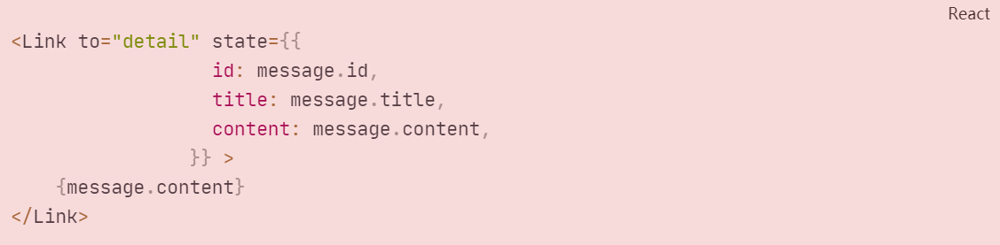 React
<Link to="detail" state={{
                  id: message.id,
                  title: message.title,
                  content: message.content,
                }} >
    {message.content}
</Link>